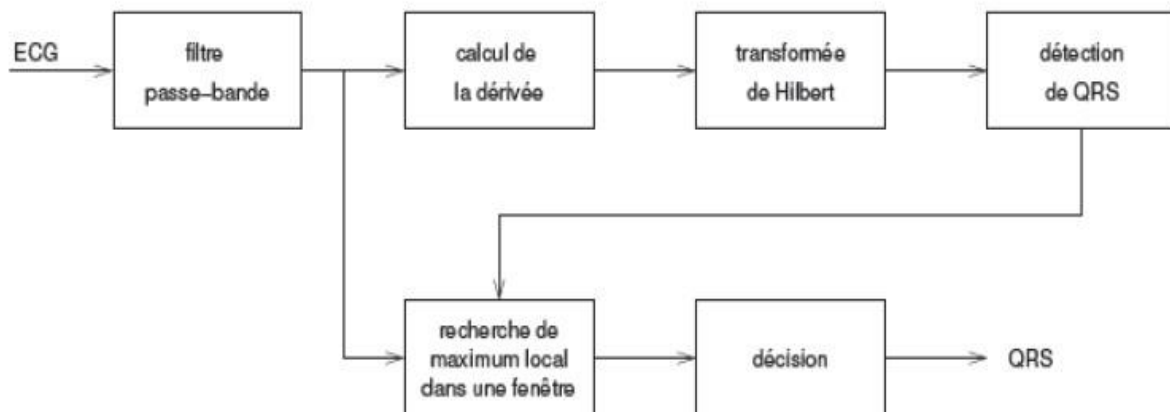 ECG
filtre
passe-bande
calcul de
la dérivée
transformée
de Hilbert
détection
de QRS
recherche de
maximum local
dans une fenêtre
décision
QRS